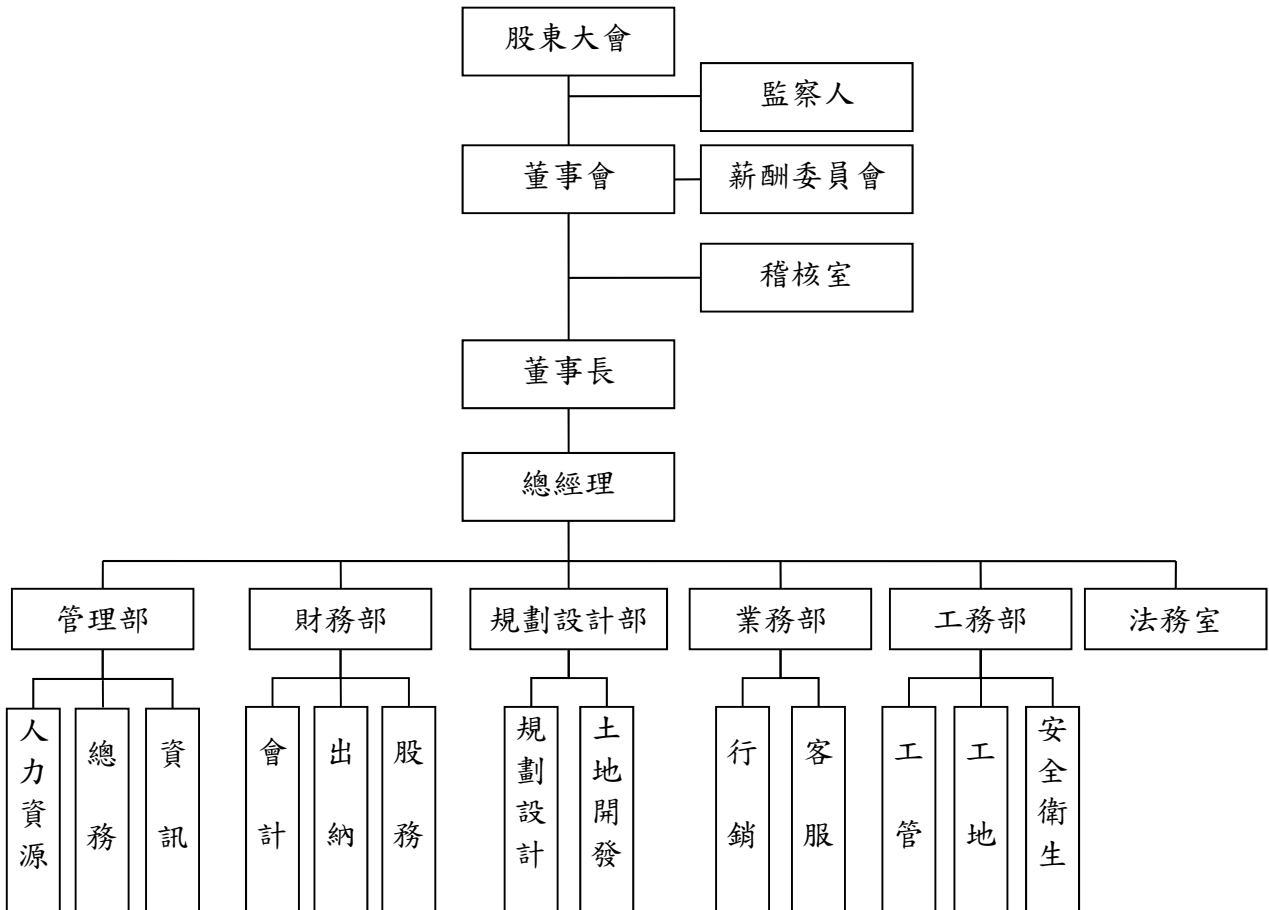 股東大會
監察人
董事會
薪酬委員會
稽核室
董事長
總經理
管理部
財務部
規劃設計部
業務部
工務部
法務室
人力資源
總務
資訊
會計
出納
股務
規劃設計
土地開發
行銷
客服
工管
工地
安全衛生